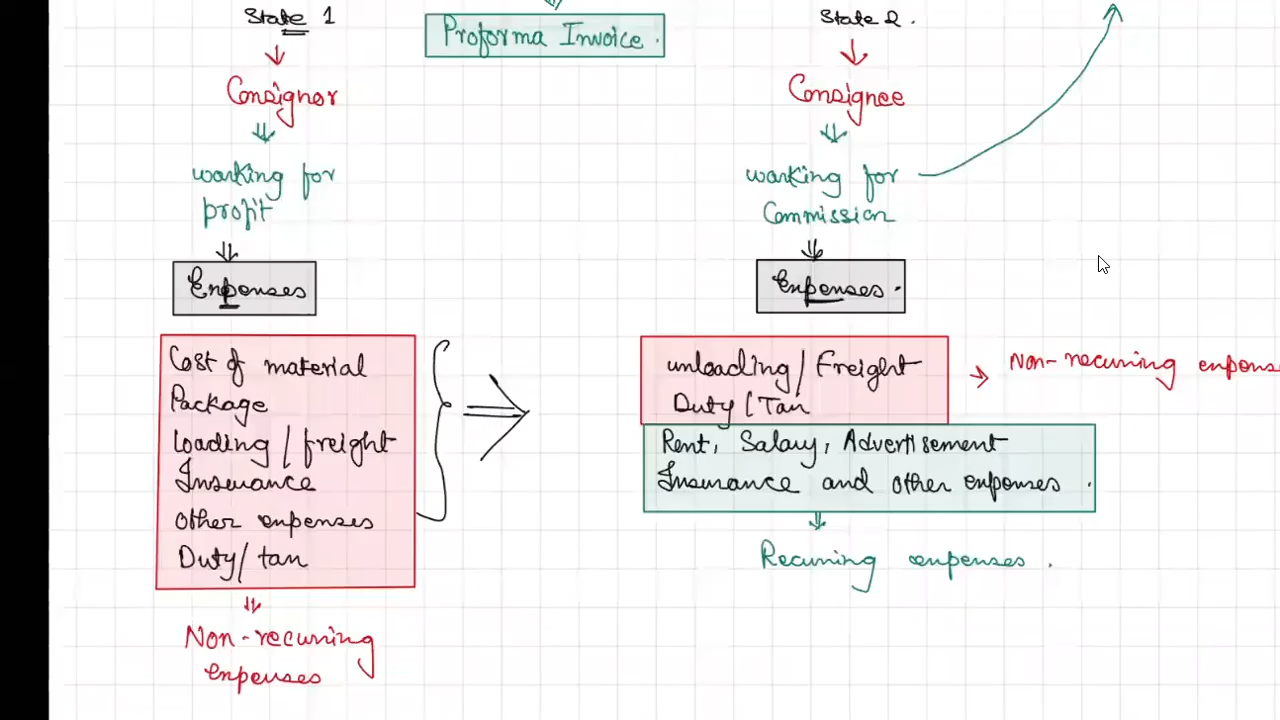 State 1
Proforma Invoice.
State 2.
Consignor
Consignee
working for
profit
working for
Commission
Expenses
Expenses.
Cost of material
Package
Loading/freight
Insurance
other expenses
Duty/tax
Non-recurring
Expenses
unloading/Freight
Duty/Tax
Non-recurring expense
Rent, Salary, Advertisement
Insurance and other expenses.
Recurring expenses.